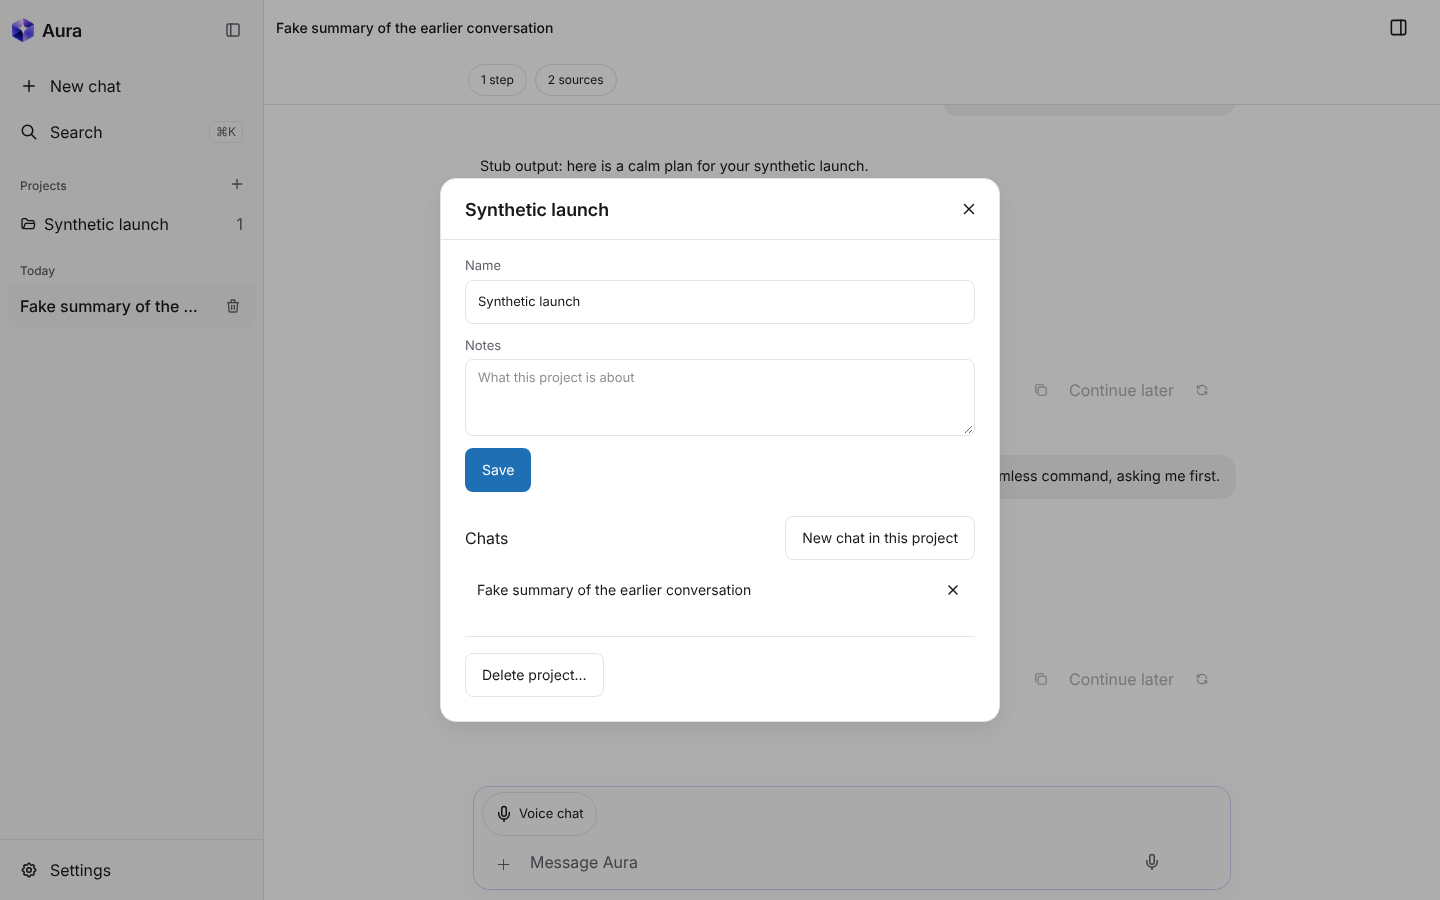 Aura
New chat
Search
⌘K
Projects
Synthetic launch
1
Today
Fake summary of the ...
Settings
Fake summary of the earlier conversation
1 step
2 sources
Stub output: here is a calm plan for your synthetic launch.
Synthetic launch
Name
Synthetic launch
Notes
What this project is about
Save
Chats
New chat in this project
Fake summary of the earlier conversation
Delete project...
Continue later
mless command, asking me first.
Continue later
Voice chat
Message Aura